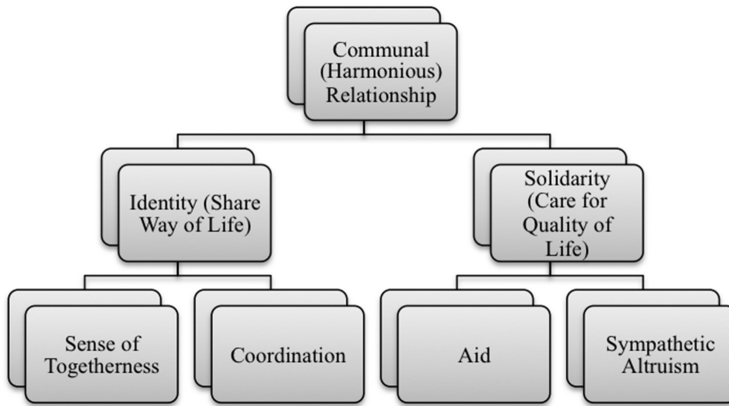 Communal
(Harmonious)
Relationship
Identity (Share
Way of Life)
Solidarity
(Care for
Quality of
Life)
Sense of
Togetherness
Coordination
Aid
Sympathetic
Altruism